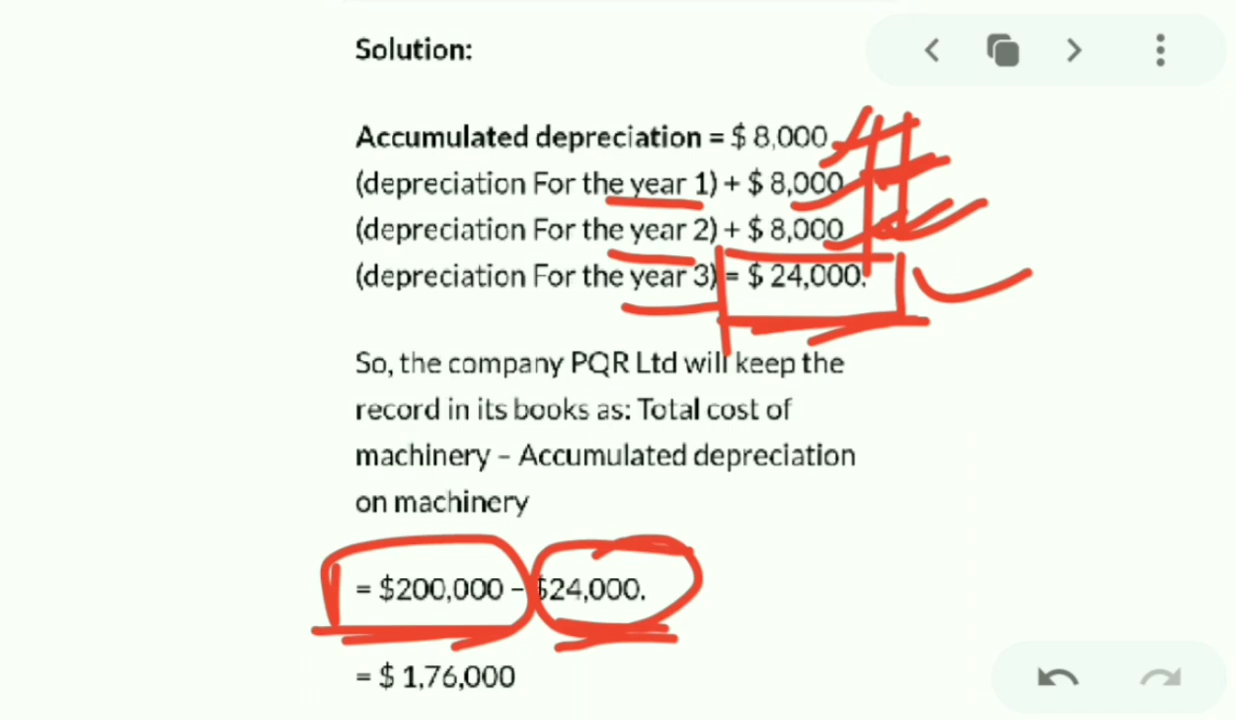 Solution:
Accumulated depreciation = $ 8,000
(depreciation For the year 1) + $ 8,000
(depreciation For the year 2) + $ 8,000
(depreciation For the year 3) = $ 24,000.
So, the company PQR Ltd will keep the
record in its books as: Total cost of
machinery – Accumulated depreciation
on machinery
= $200,000 – $24,000.
= $ 1,76,000